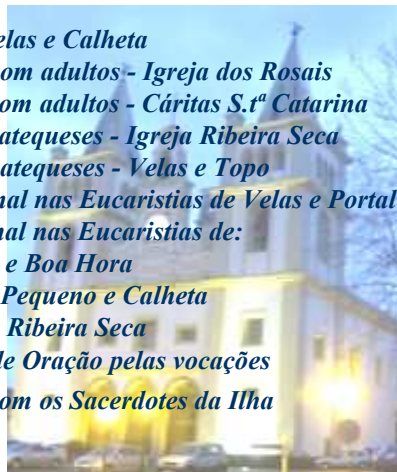 elas e Calheta
om adultos - Igreja dos Rosais
om adultos - Cáritas S.tª Catarina
atequeses - Igreja Ribeira Seca
atequeses - Velas e Topo
nal nas Eucaristias de Velas e Portal
nal nas Eucaristias de:
e Boa Hora
Pequeno e Calheta
Ribeira Seca
de Oração pelas vocações
om os Sacerdotes da Ilha